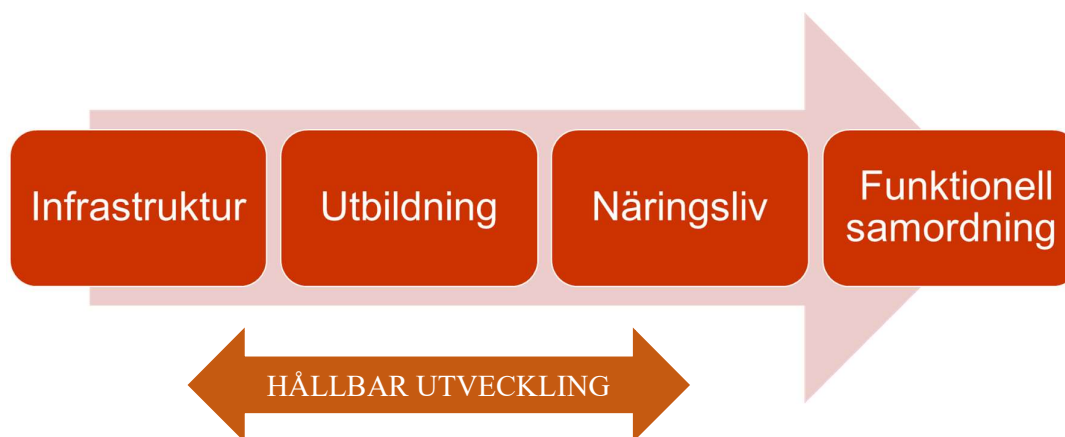 Infrastruktur
Utbildning
Näringsliv
Funktionell
samordning
HÅLLBAR UTVECKLING